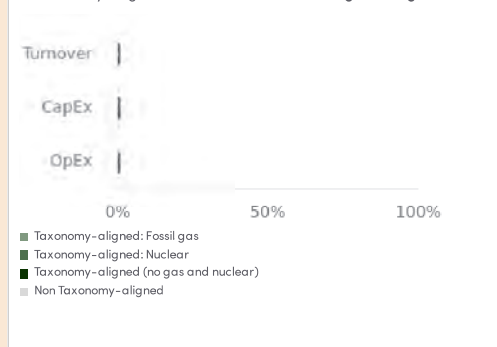 Turnover
CapEx
OpEx
0% 50% 100%
Taxonomy-aligned: Fossil gas
Taxonomy-aligned: Nuclear
Taxonomy-aligned (no gas and nuclear)
Non Taxonomy-aligned